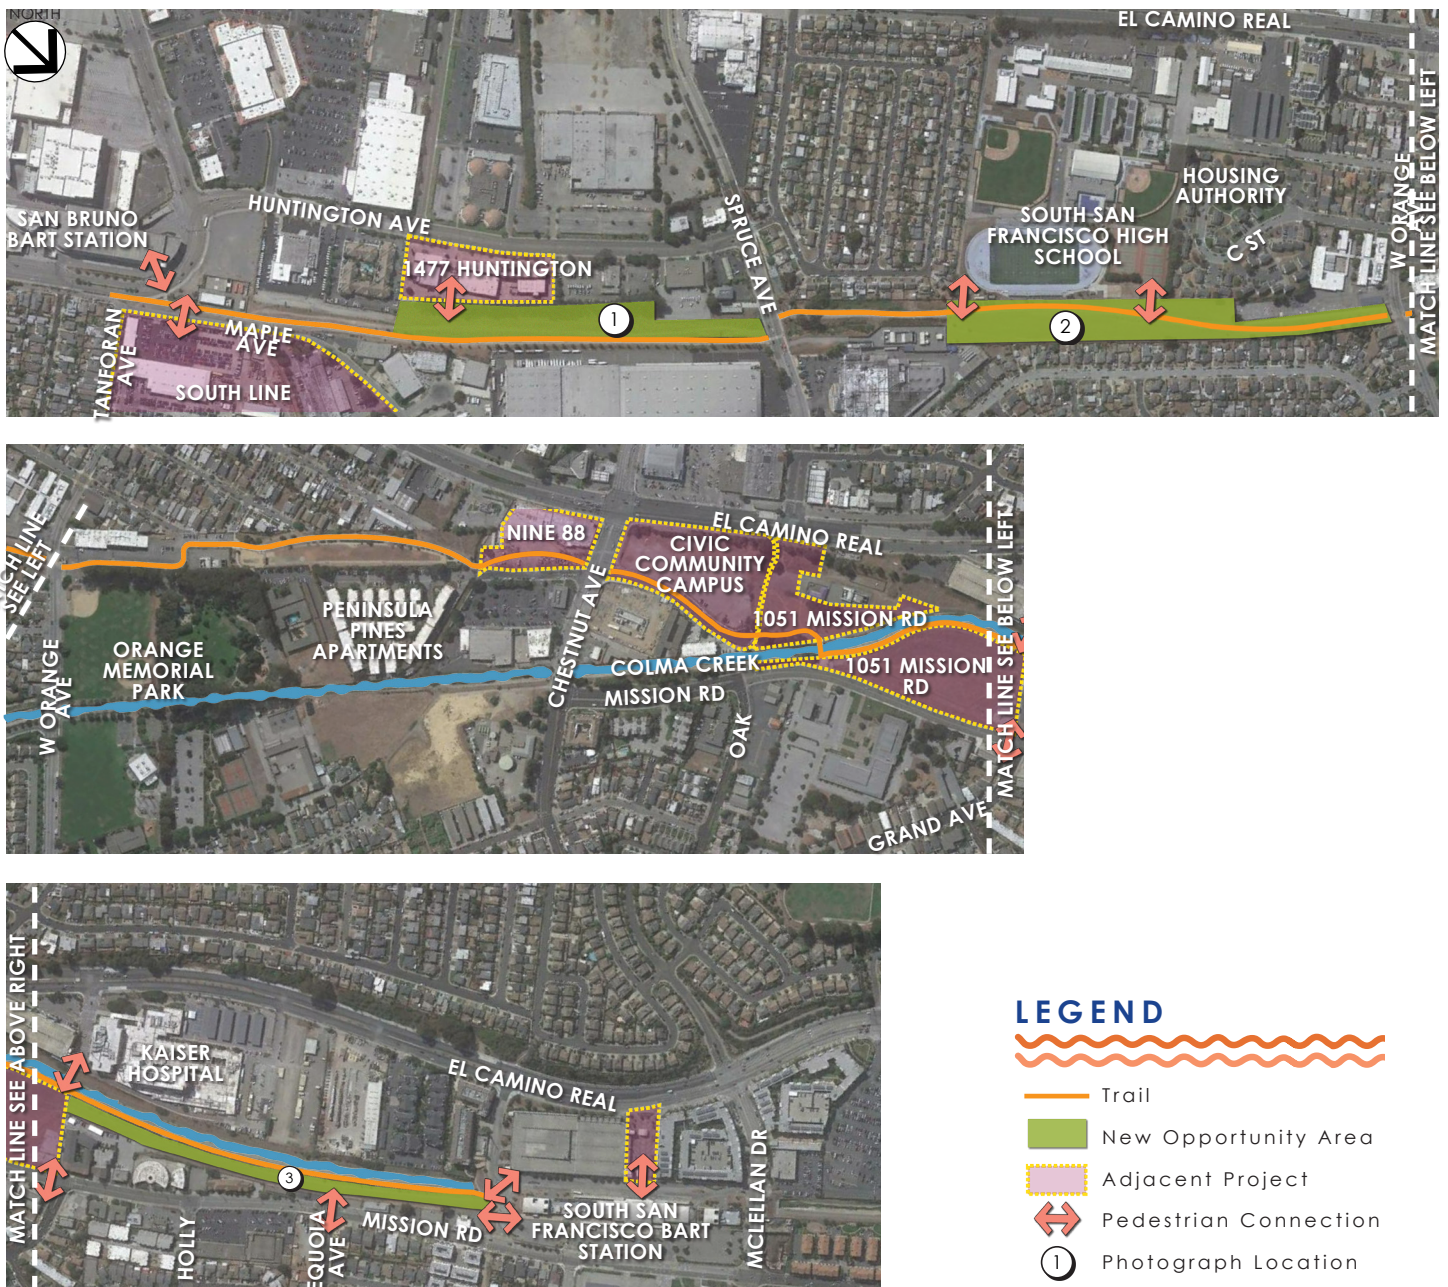 NORTH
EL CAMINO REAL
SAN BRUNO
BART STATION
HUNTINGTON AVE
1477 HUNTINGTON
SPRUCE AVE
SOUTH SAN
FRANCISCO HIGH
SCHOOL
HOUSING
AUTHORITY
C ST
W ORANGE
MATCH LINE SEE BELOW LEFT
TANFORAN
AVE
MAPLE
AVE
SOUTH LINE
1
2
LINE
SEE LEFT
W ORANGE
AVE
ORANGE
MEMORIAL
PARK
PENINSULA
PINES
APARTMENTS
NINE 88
CHESTNUT AVE
CIVIC
COMMUNITY
CAMPUS
EL CAMINO REAL
1051 MISSION RD
1051 MISSION
RD
COLMA CREEK
MISSION RD
OAK
GRAND AVE
MATCH LINE SEE BELOW LEFT
MATCH LINE SEE ABOVE RIGHT
KAISER
HOSPITAL
EL CAMINO REAL
3
HOLLY
EQUOIA
AVE
MISSION RD
SOUTH SAN
FRANCISCO BART
STATION
MCLELLAN DR
LEGEND
Trail
New Opportunity Area
Adjacent Project
Pedestrian Connection
1 Photograph Location